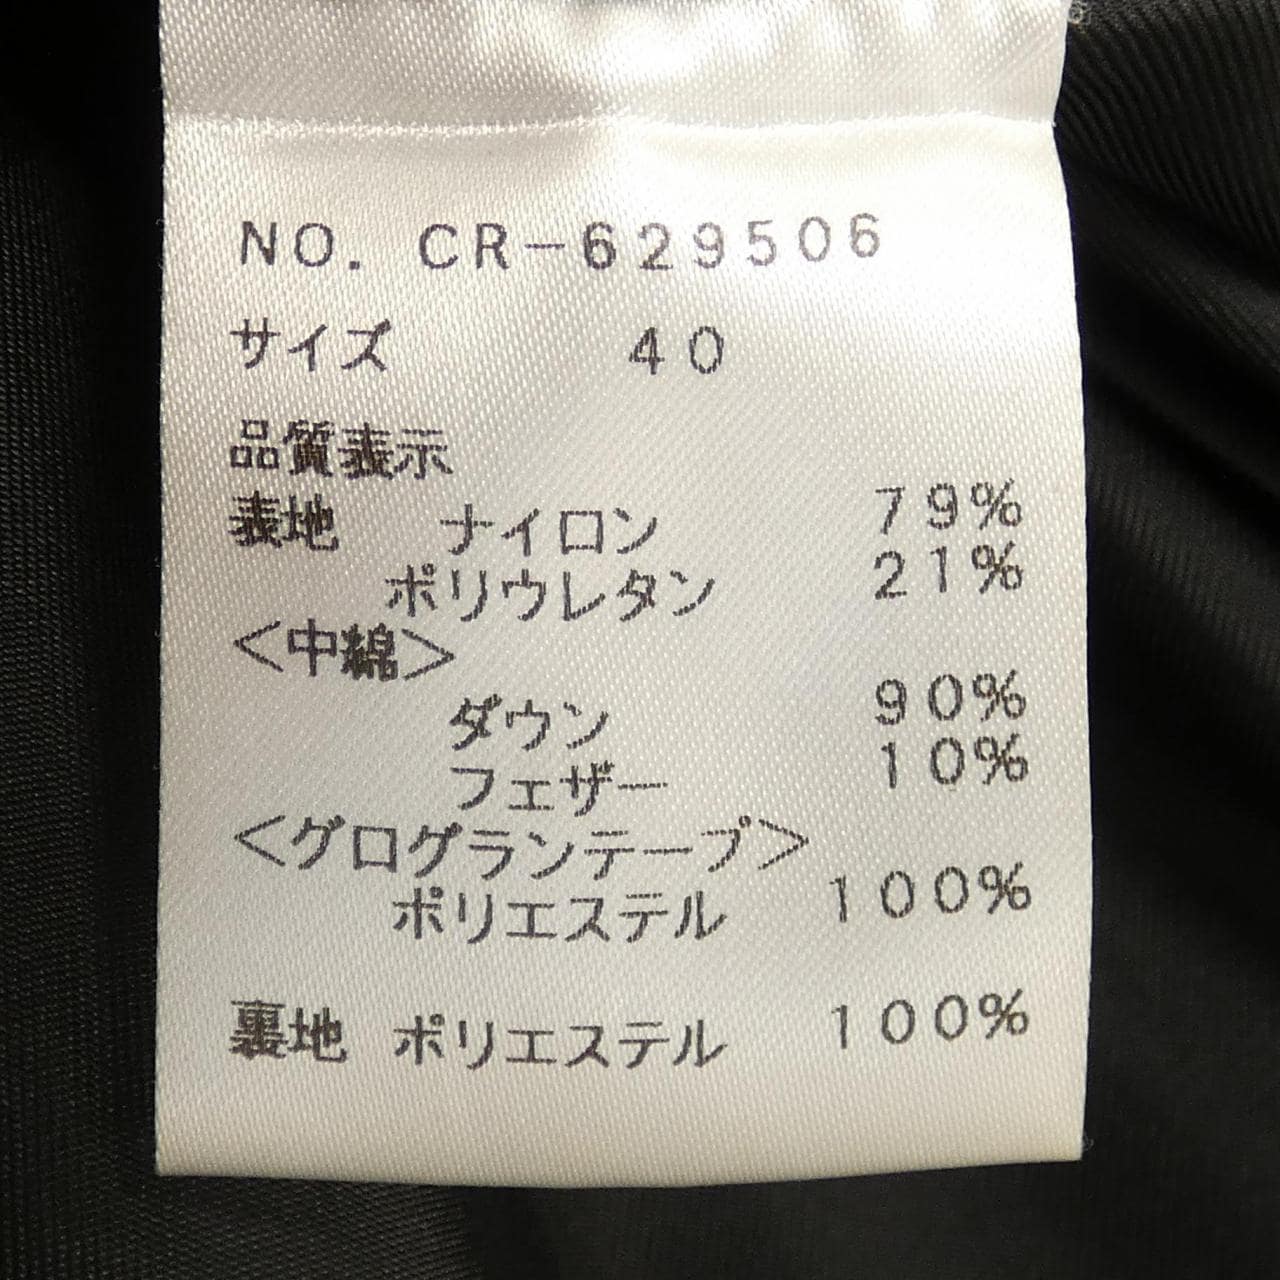 NO. CR-629506
サイズ 40
品質表示
表地 ナイロン 79%
ポリウレタン 21%
<中綿>
ダウン 90%
フェザー 10%
<グログランテープ>
ポリエステル 100%
裏地 ポリエステル 100%